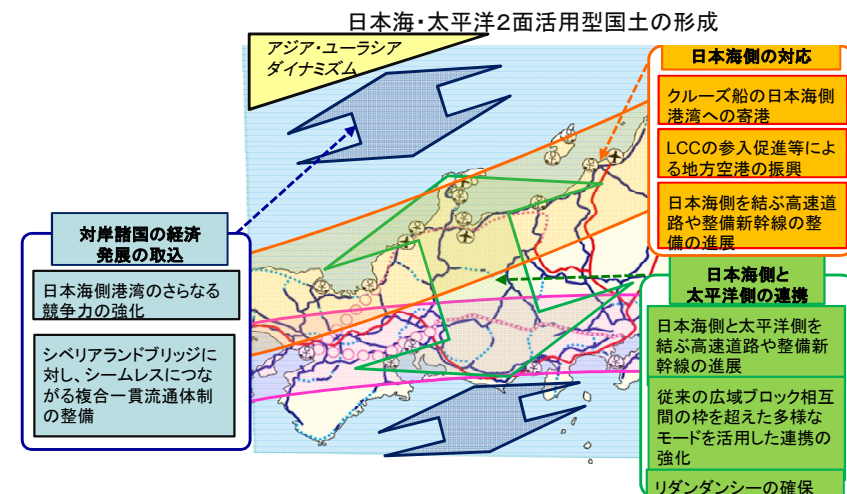 日本海・太平洋２面活用型国土の形成
アジア・ユーラシア
ダイナミズム
日本海側の対応
クルーズ船の日本海側
港湾への寄港
LCCの参入促進等によ
る地方空港の振興
日本海側を結ぶ高速道
路や整備新幹線の整
備の進展
対岸諸国の経済
発展の取込
日本海側港湾のさらなる
競争力の強化
シベリアランドブリッジに
対し、シームレスにつな
がる複合一貫流通体制
の整備
日本海側と
太平洋側の連携
日本海側と太平洋側を
結ぶ高速道路や整備新
幹線の進展
従来の広域ブロック相互
間の枠を超えた多様な
モードを活用した連携の
強化
リダンダンシーの確保